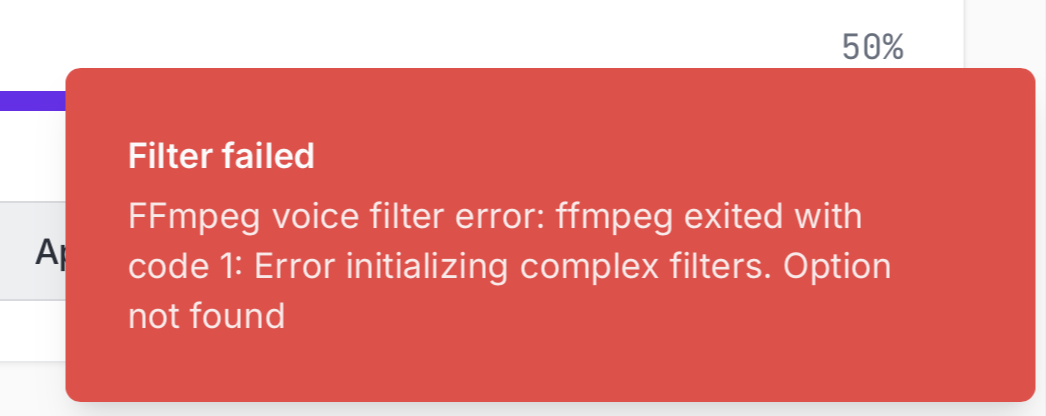 50%
Filter failed
FFmpeg voice filter error: ffmpeg exited with
code 1: Error initializing complex filters. Option
not found